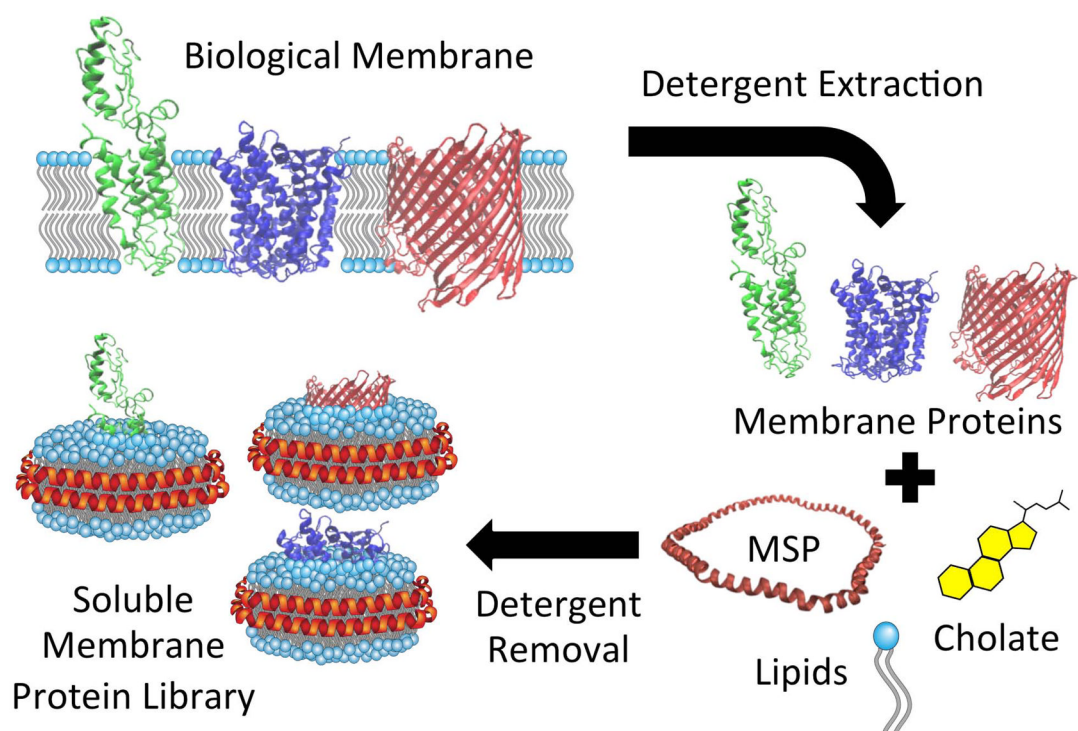 Biological Membrane
Detergent Extraction
Membrane Proteins
MSP
Cholate
Lipids
Detergent
Removal
Soluble
Membrane
Protein Library